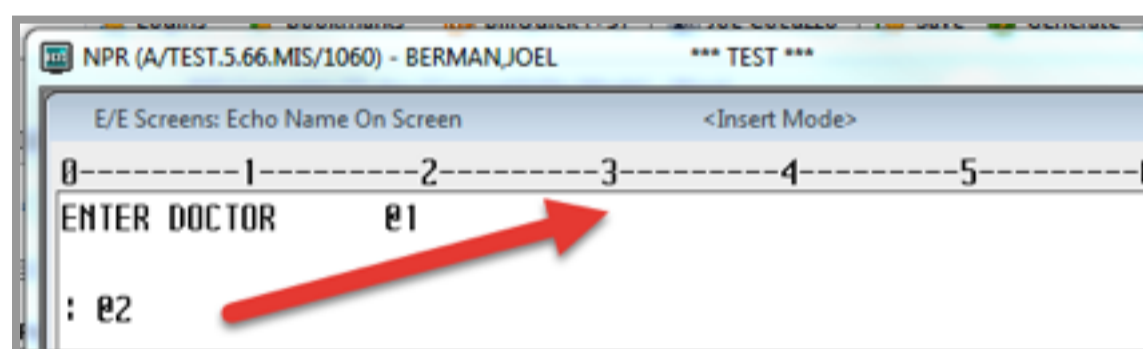 NPR (A/TEST.5.66.MIS/1060) - BERMAN,JOEL *** TEST ***
E/E Screens: Echo Name On Screen <Insert Mode>
0---------1---------2---------3---------4---------5---------
ENTER DOCTOR @1
: @2